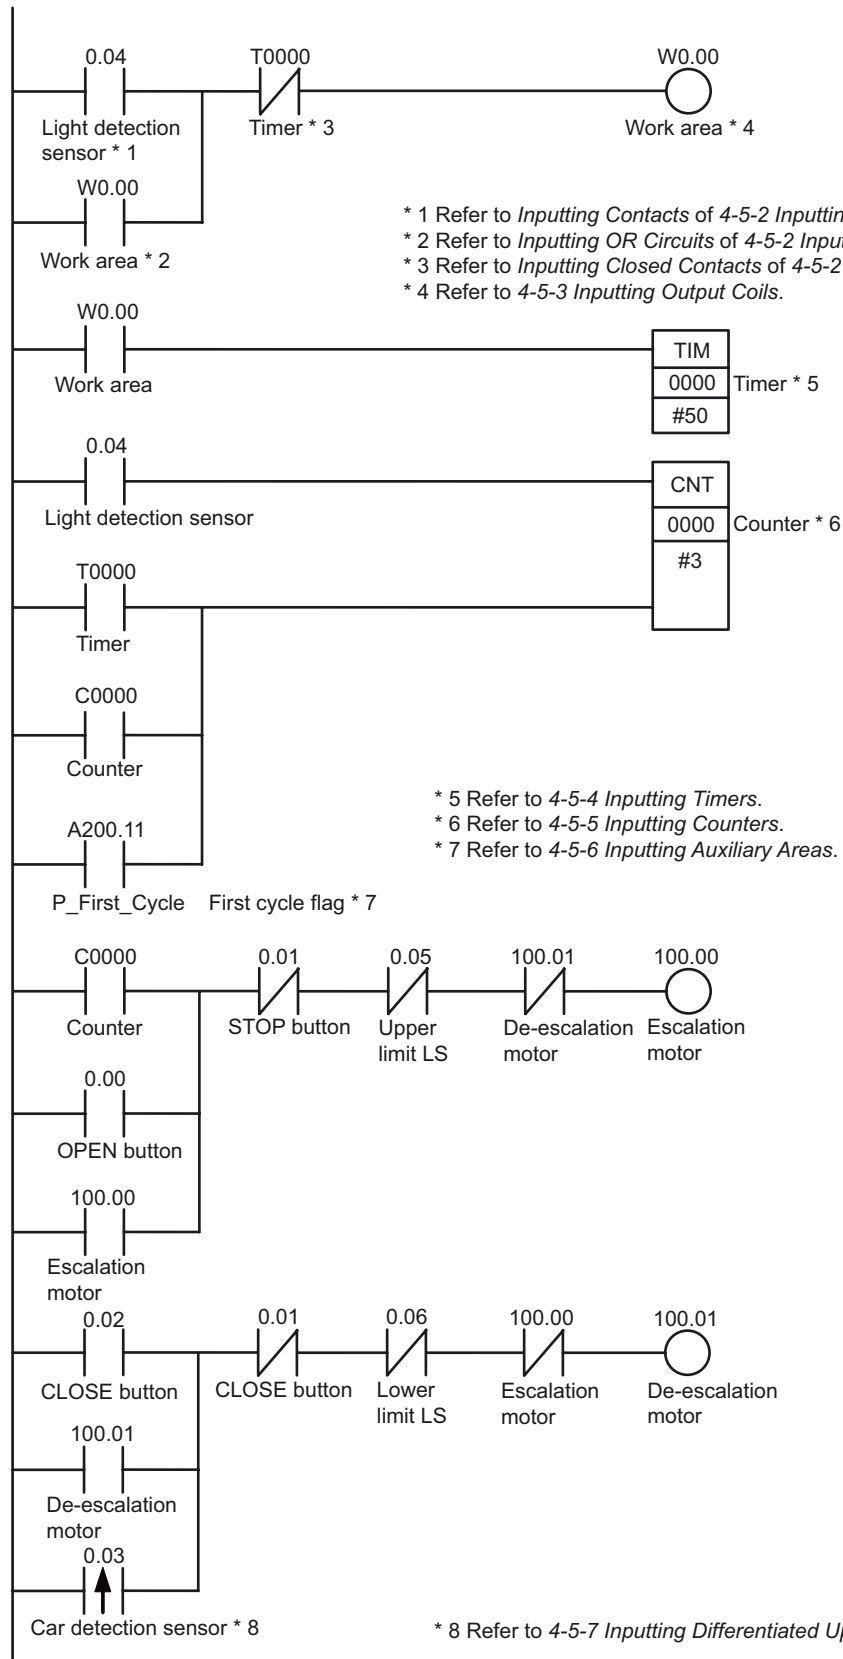 0.04 T0000 W0.00
Light detection
sensor * 1
Timer * 3
Work area * 4
W0.00
Work area * 2
* 1 Refer to Inputting Contacts of 4-5-2
* 2 Refer to Inputting OR Circuits of 4-5-2
* 3 Refer to Inputting Closed Contacts of 4-5-2
* 4 Refer to 4-5-3 Inputting Output Coils.
W0.00
Work area
TIM
0000 Timer * 5
#50
0.04
Light detection sensor
CNT
0000 Counter * 6
#3
T0000
Timer
C0000
Counter
* 5 Refer to 4-5-4 Inputting Timers.
* 6 Refer to 4-5-5 Inputting Counters.
* 7 Refer to 4-5-6 Inputting Auxiliary Areas.
A200.11
P_First_Cycle First cycle flag * 7
C0000 0.01 0.05 100.01 100.00
Counter
STOP button
Upper
limit LS
De-escalation
motor
Escalation
motor
0.00
OPEN button
100.00
Escalation
motor
0.02 0.01 0.06 100.00 100.01
CLOSE button
CLOSE button
Lower
limit LS
Escalation
motor
De-escalation
motor
100.01
De-escalation
motor
0.03
Car detection sensor * 8
* 8 Refer to 4-5-7 Inputting Differentiated